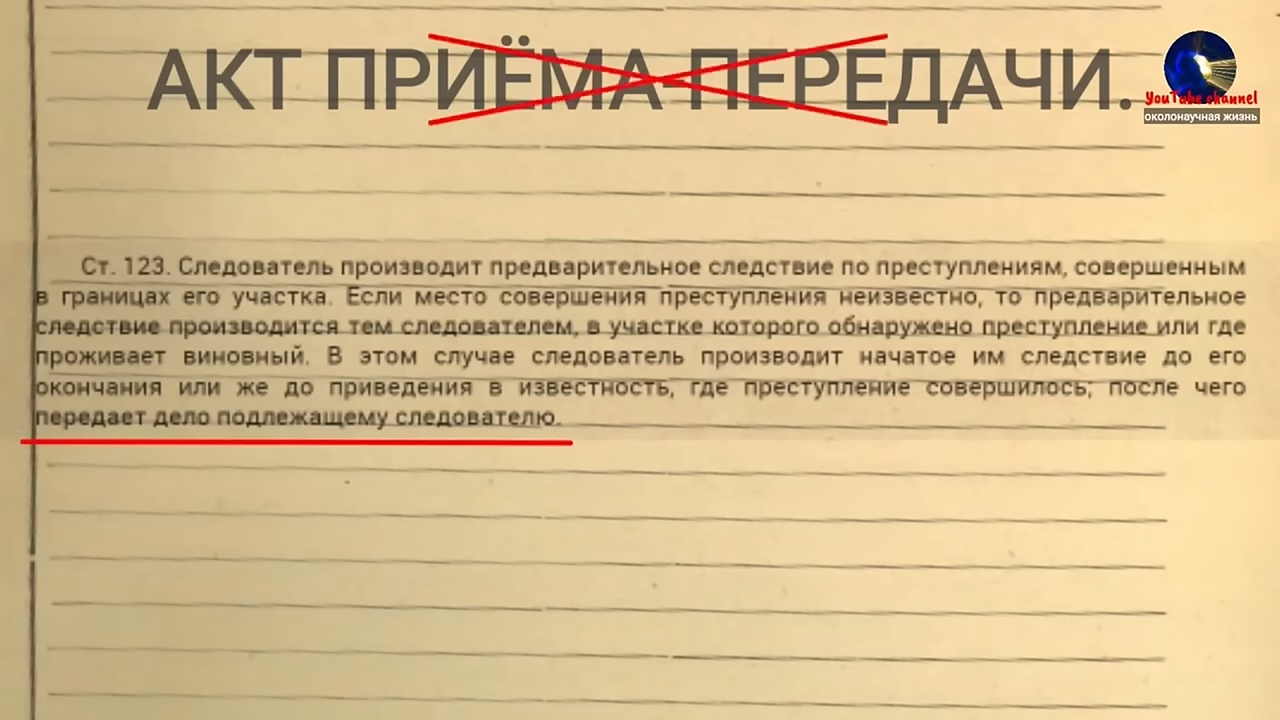 АКТ ПРИЁМА-ПЕРЕДАЧИ.
YouTube channel
околонаучная жизнь
Ст. 123. Следователь производит предварительное следствие по преступлениям, совершенным
в границах его участка. Если место совершения преступления неизвестно, то предварительное
следствие производится тем следователем, в участке которого обнаружено преступление или где
проживает виновный. В этом случае следователь производит начатое им следствие до его
окончания или же до приведения в известность, где преступление совершилось; после чего
передает дело подлежащему следователю.